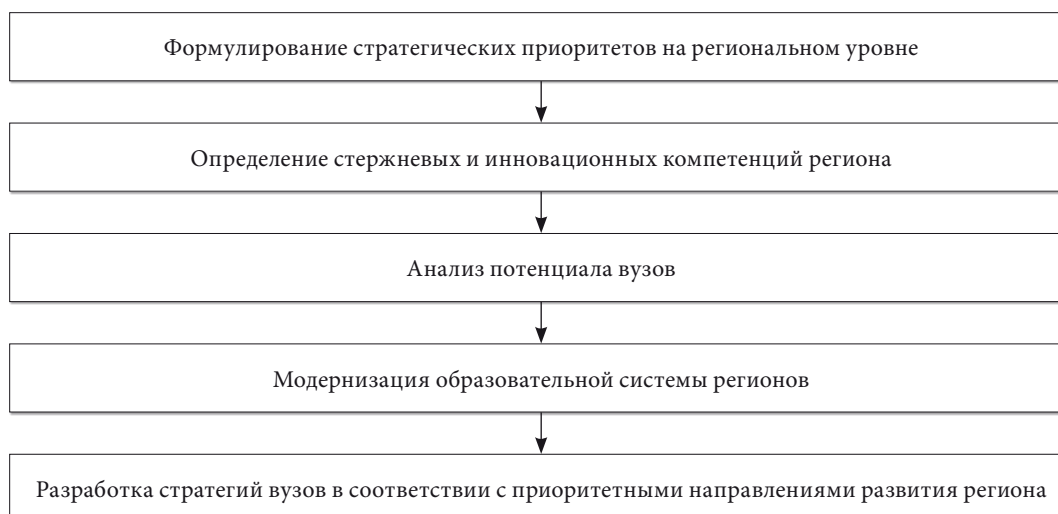 Формулирование стратегических приоритетов на региональном уровне
Определение стержневых и инновационных компетенций региона
Анализ потенциала вузов
Модернизация образовательной системы регионов
Разработка стратегий вузов в соответствии с приоритетными направлениями развития региона